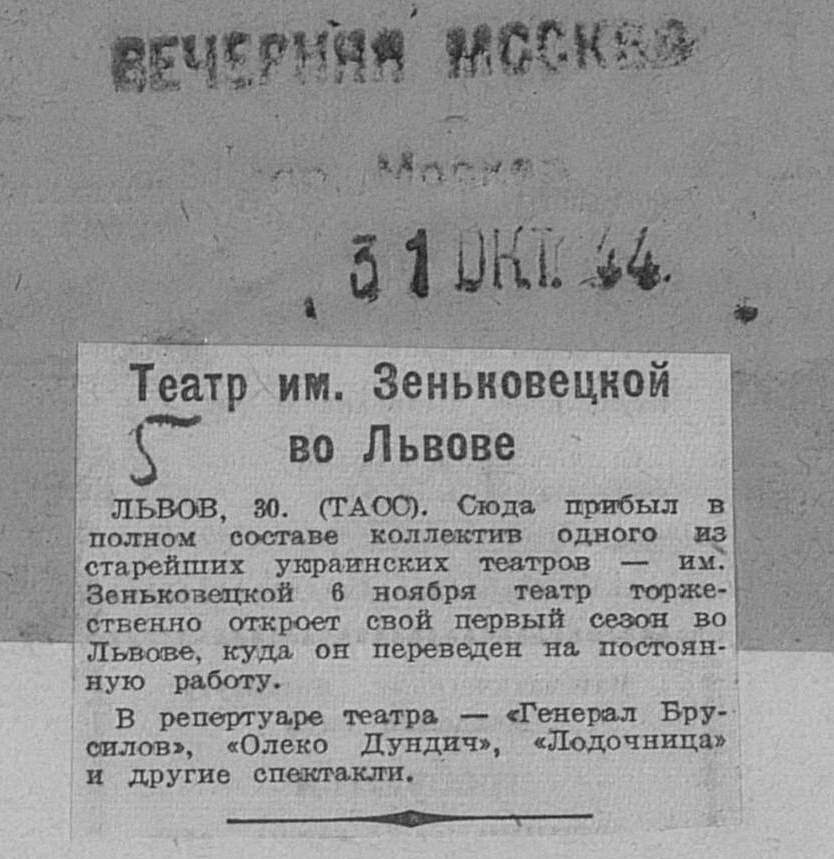 ВЕЧЕРНЯЯ МОСКВА
гор. Москва
31 ОКТ. 44.
Театр им. Зеньковецкой
5
во Львове
ЛЬВОВ, 30. (ТАСС). Сюда прибыл в
полном составе коллектив одного из
старейших украинских театров — им.
Зеньковецкой 6 ноября театр торже-
ственно откроет свой первый сезон во
Львове, куда он переведен на постоян-
ную работу.
В репертуаре театра — «Генерал Бру-
силов», «Олеко Дундич», «Лодочница»
и другие спектакли.